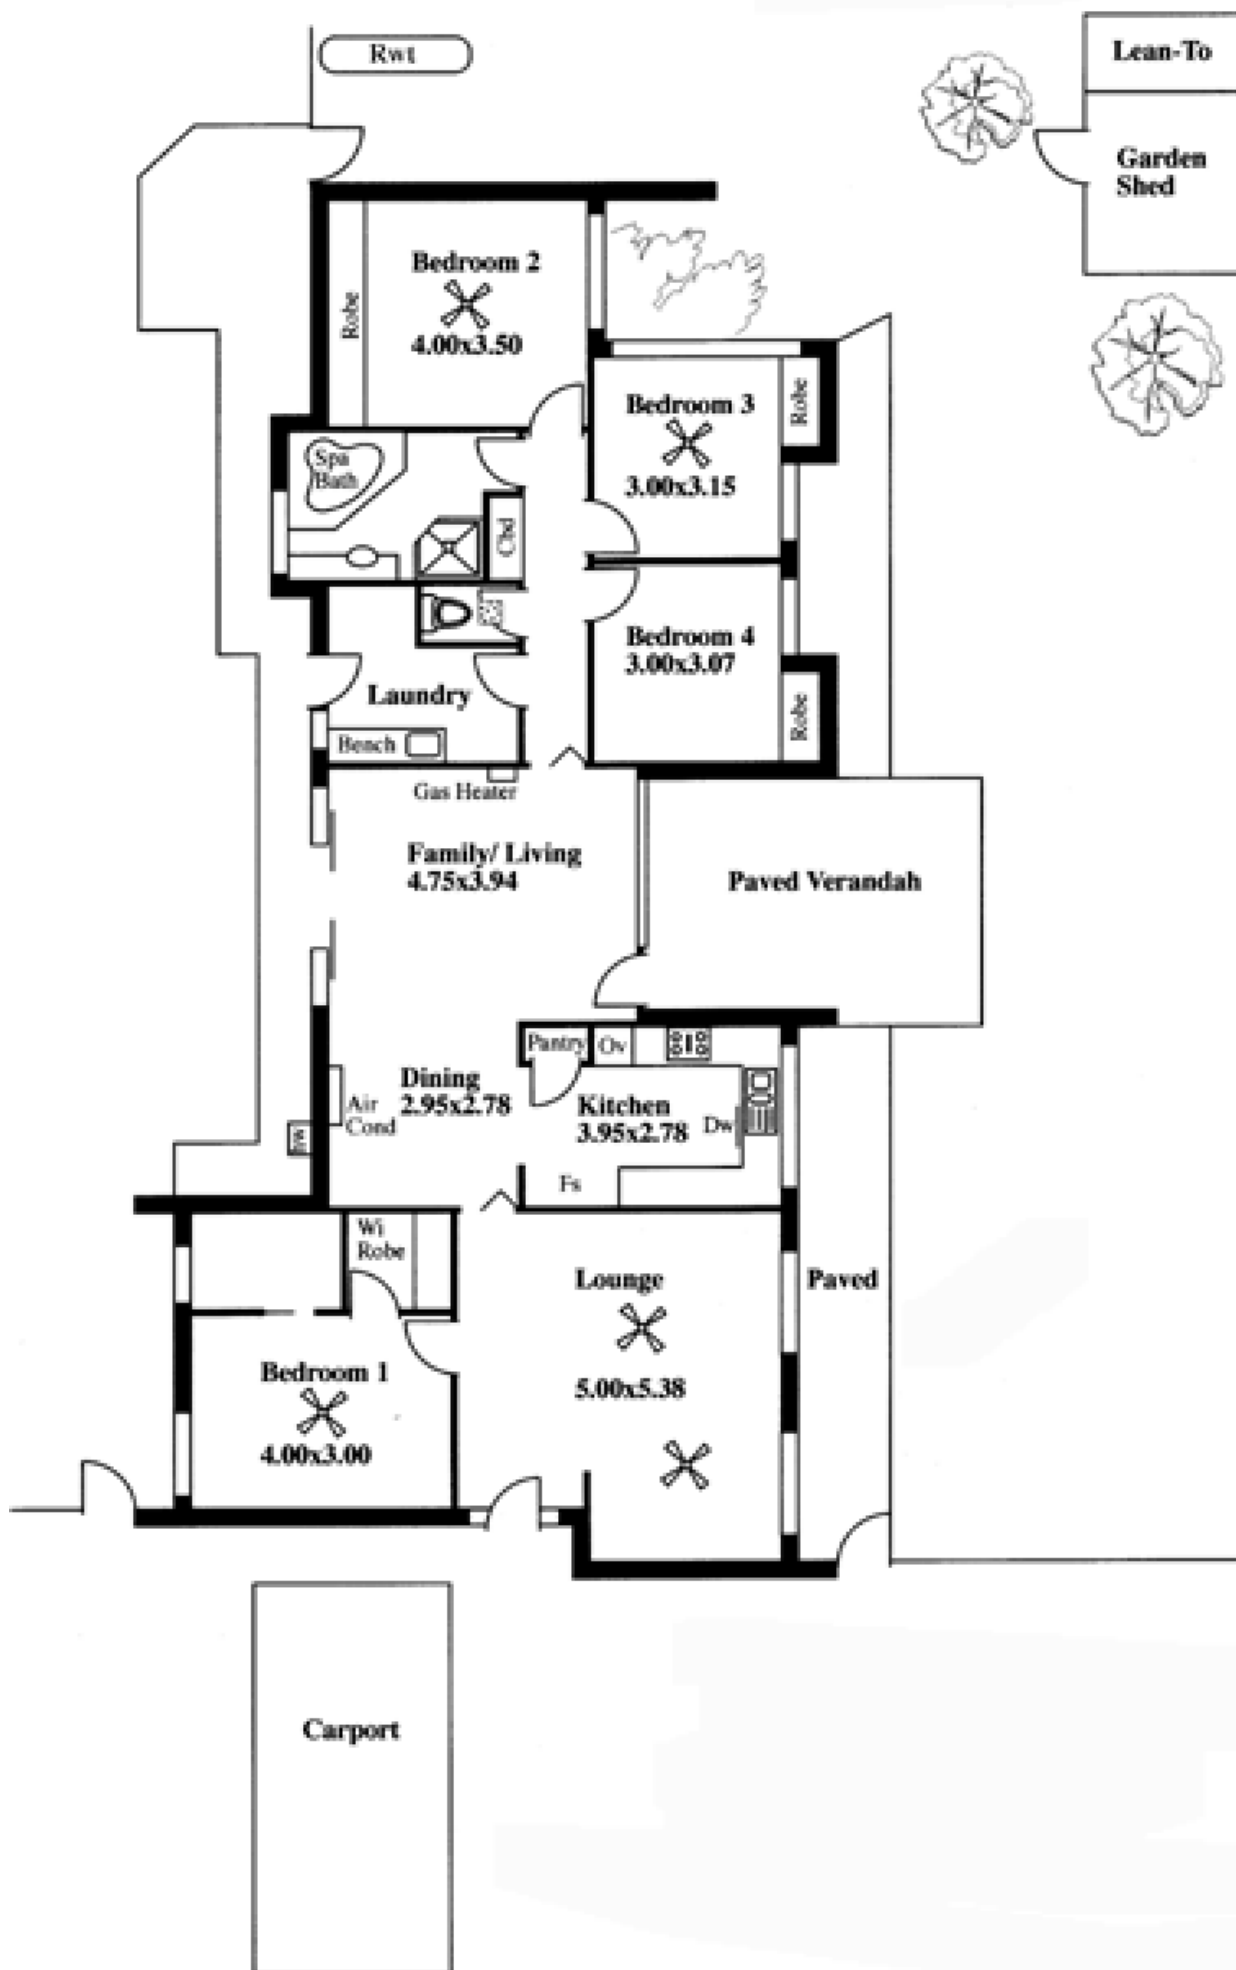 Rwt
Lean-To
Garden
Shed
Bedroom 2
4.00x3.50
Robe
Bedroom 3
3.00x3.15
Robe
Spa
Bath
Cbd
Bedroom 4
3.00x3.07
Robe
Laundry
Bench
Gas Heater
Family/ Living
4.75x3.94
Paved Verandah
Pantry
Ov
Dining
2.95x2.78
Air
Cond
Kitchen
3.95x2.78
Dw
Fs
Wi
Robe
Lounge
5.00x5.38
Paved
Bedroom 1
4.00x3.00
Carport